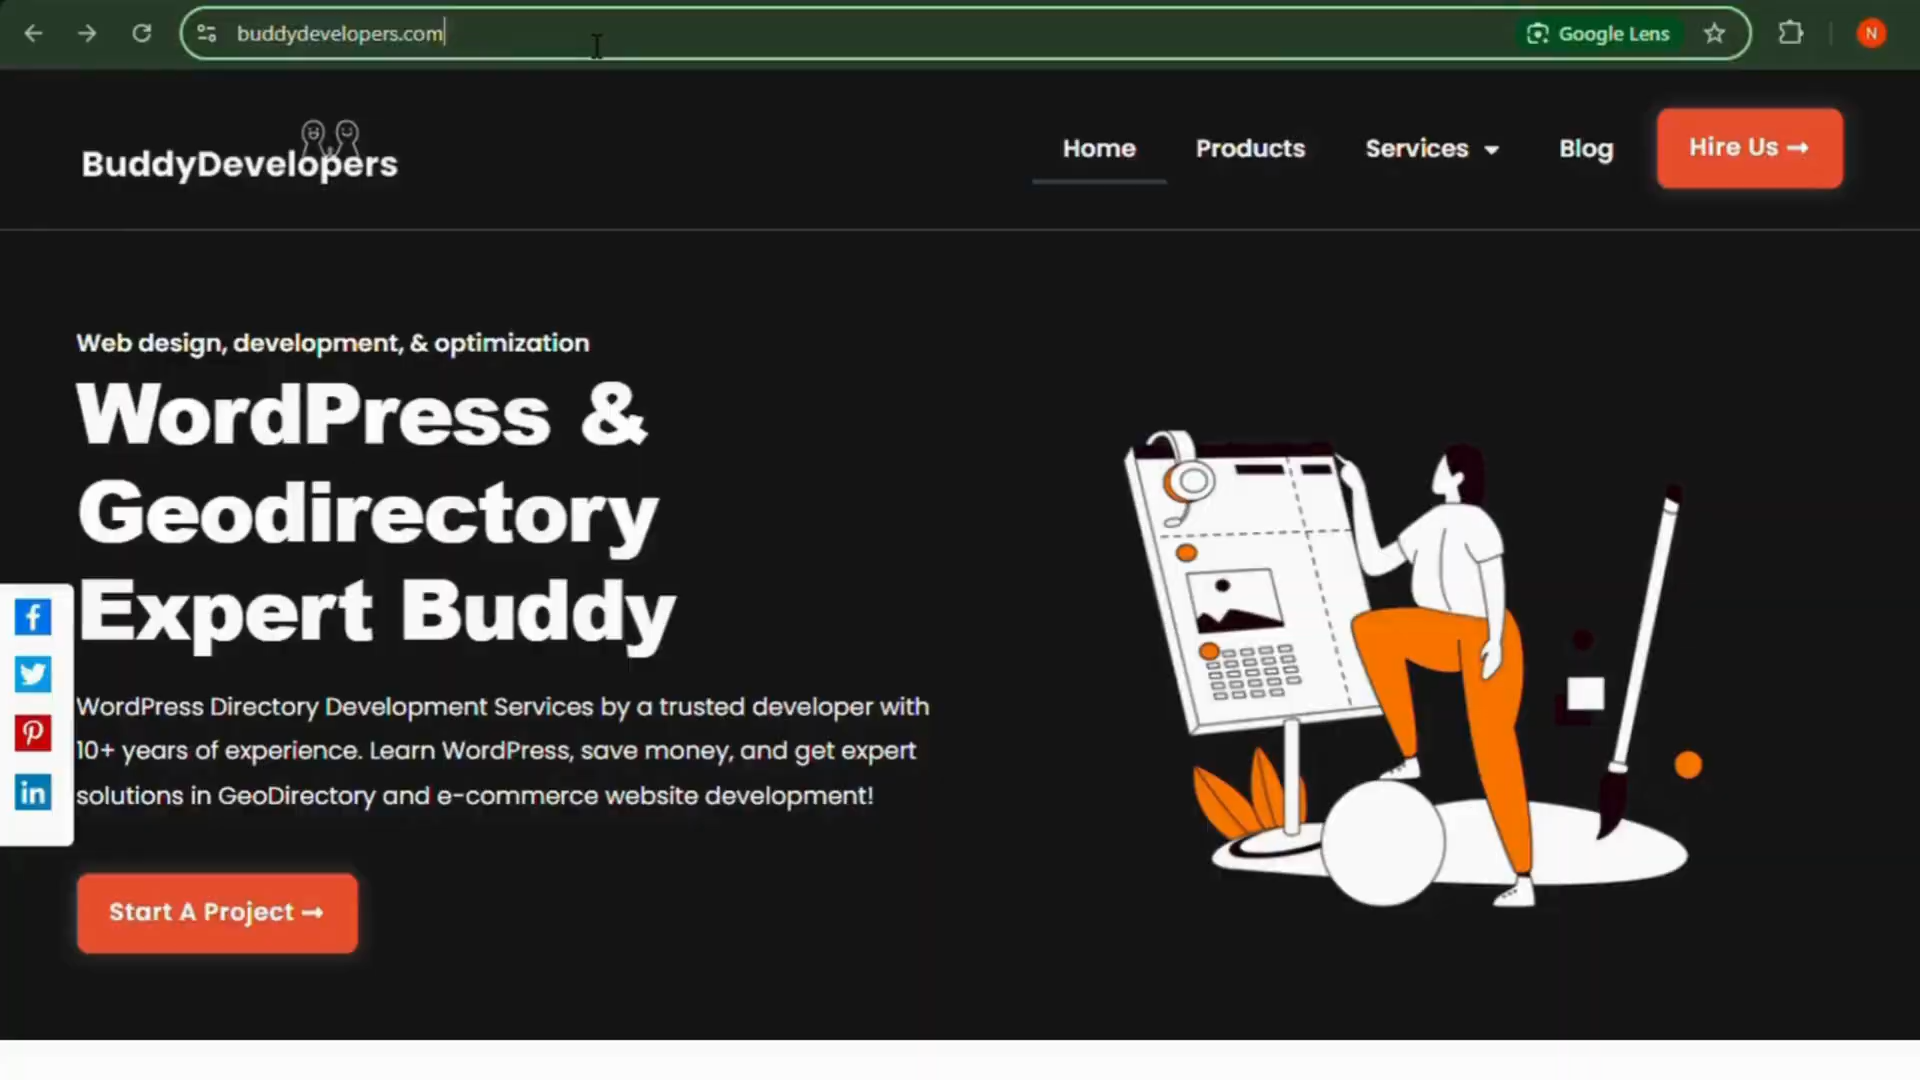 buddydevelopers.com
Google Lens
N
BuddyDevelopers
Home
Products
Services
Blog
Hire Us →
Web design, development, & optimization
WordPress &
Geodirectory
Expert Buddy
WordPress Directory Development Services by a trusted developer with
10+ years of experience. Learn WordPress, save money, and get expert
solutions in GeoDirectory and e-commerce website development!
Start A Project →